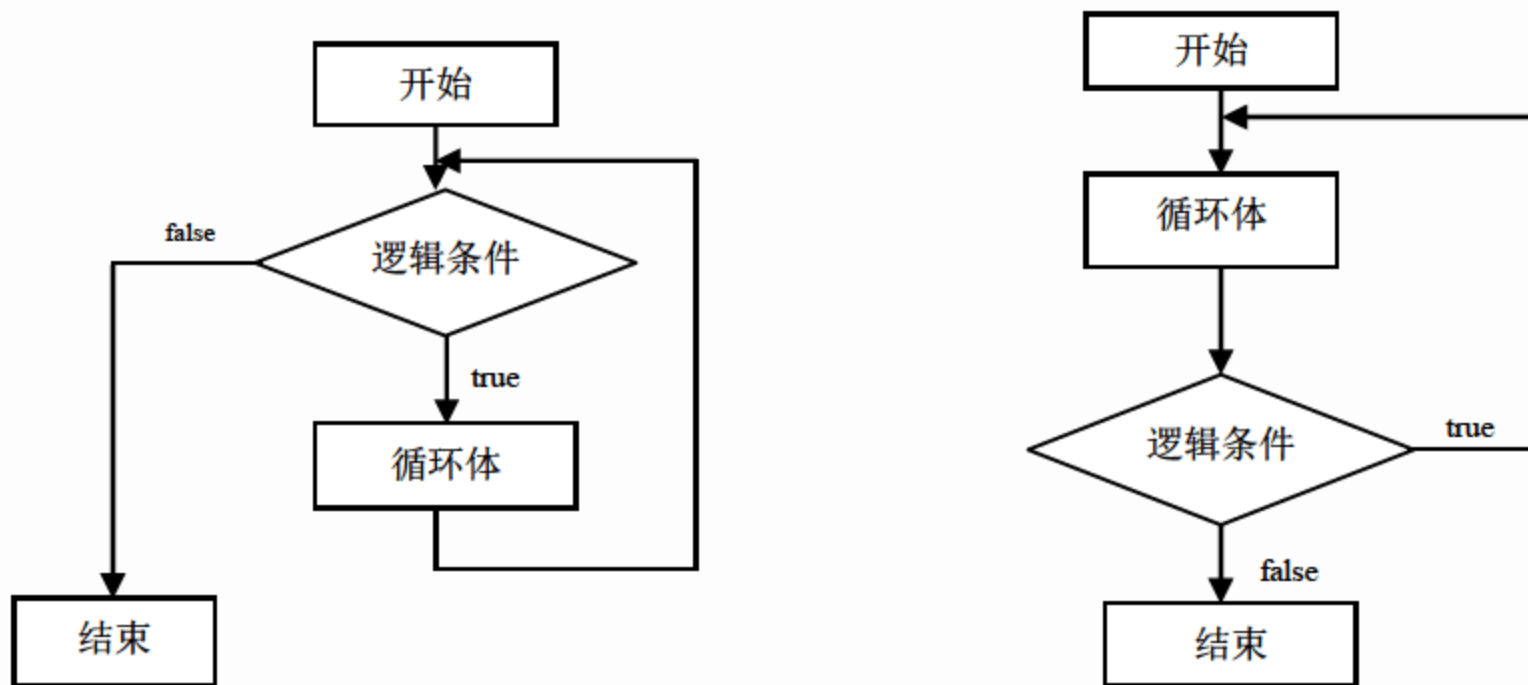 开始
逻辑条件
false
true
循环体
结束
开始
循环体
逻辑条件
true
false
结束